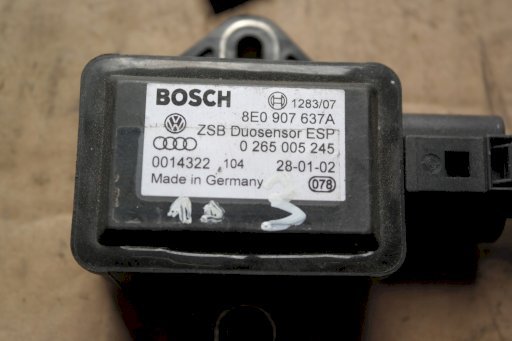 BOSCH 1283/07
8E0 907 637A
ZSB Duosensor ESP
0 265 005 245
0014322 104 28-01-02
Made in Germany 078